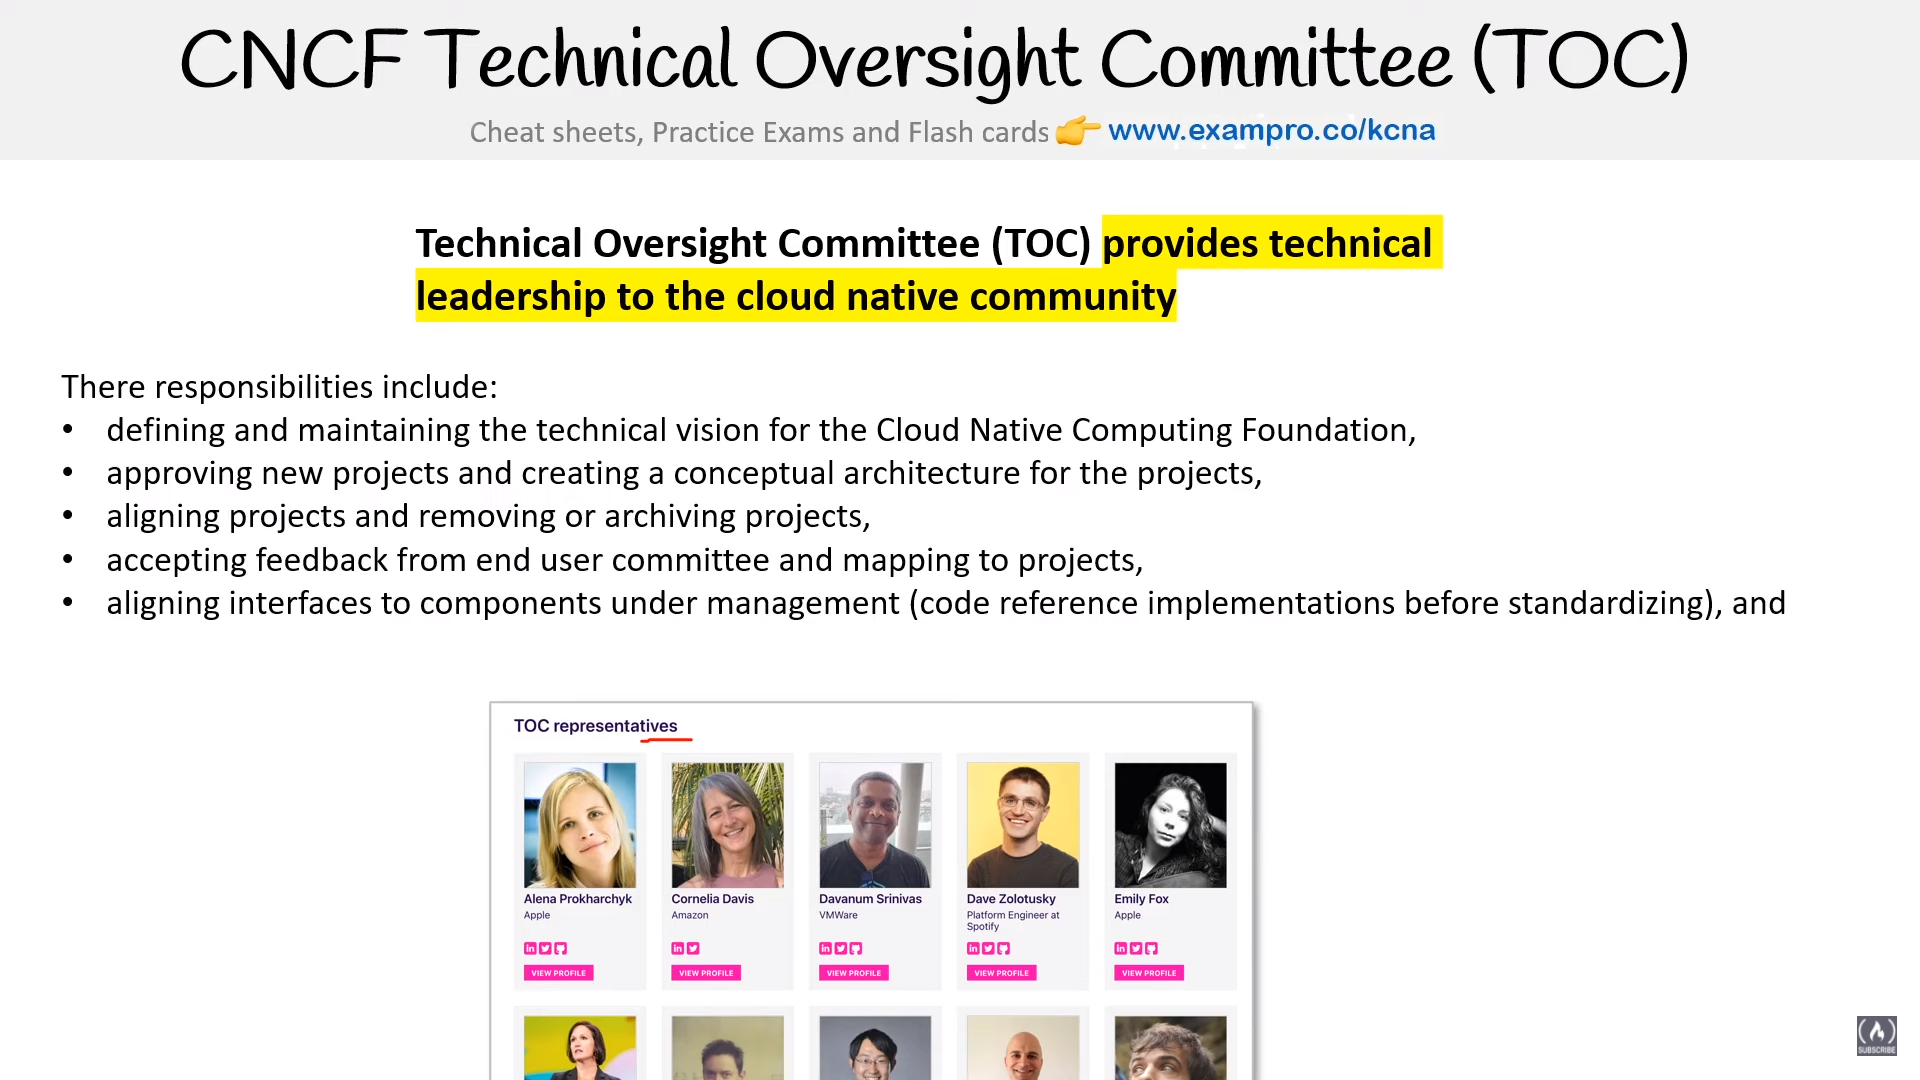 CNCF Technical Oversight Committee (TOC)
Cheat sheets, Practice Exams and Flash cards 👉 www.exampro.co/kcna
Technical Oversight Committee (TOC) provides technical
leadership to the cloud native community
There responsibilities include:
• defining and maintaining the technical vision for the Cloud Native Computing Foundation,
• approving new projects and creating a conceptual architecture for the projects,
• aligning projects and removing or archiving projects,
• accepting feedback from end user committee and mapping to projects,
• aligning interfaces to components under management (code reference implementations before standardizing), and
TOC representatives
Alena Prokharchyk
Apple
VIEW PROFILE
Cornelia Davis
Amazon
VIEW PROFILE
Davanum Srinivas
VMWare
VIEW PROFILE
Dave Zolotusky
Platform Engineer at
Spotify
VIEW PROFILE
Emily Fox
Apple
VIEW PROFILE
SUBSCRIBE